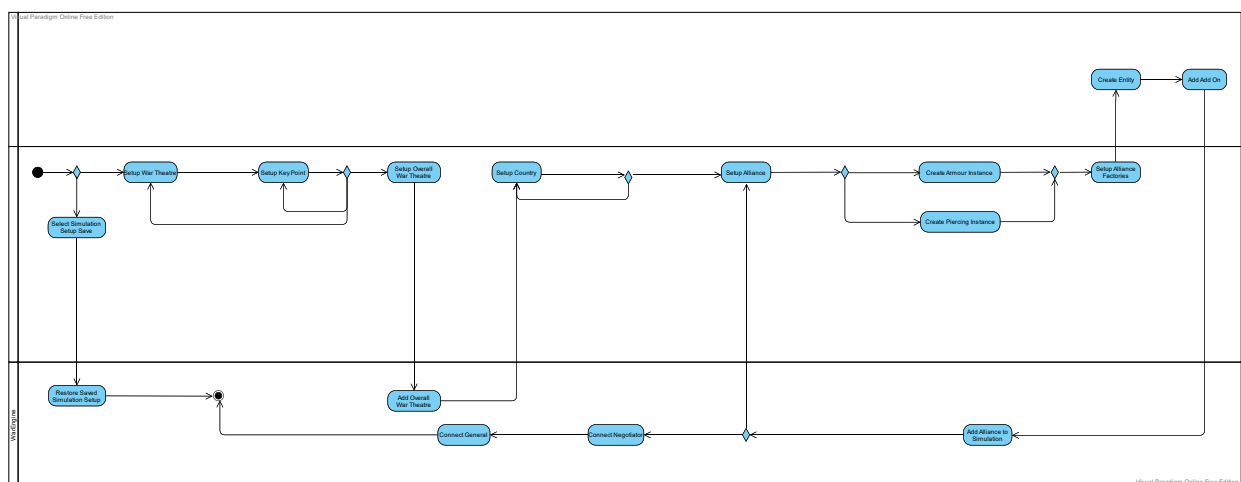 Visual Paradigm Online Free Edition
Create Entity
Add Add On
Setup War Theatre
Setup Key Point
Setup Overall
War Theatre
Setup Country
Setup Alliance
Create Armour Instance
Setup Alliance
Factories
Select Simulation
Setup Save
Create Piercing Instance
Restore Saved
Simulation Setup
Add Overall
War Theatre
WarEngine
Connect General
Connect Negotiator
Add Alliance to
Simulation
Visual Paradigm Online Free Edition